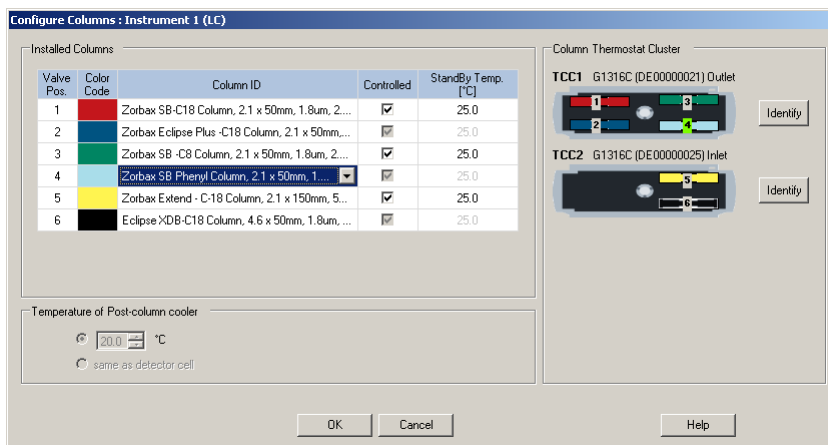 Configure Columns : Instrument 1 (LC)
Installed Columns
Valve Pos. Color Code Column ID Controlled StandBy Temp. [°C]
1 Zorbax SB-C18 Column, 2.1 x 50mm, 1.8um, 2.... 25.0
2 Zorbax Eclipse Plus -C18 Column, 2.1 x 50mm,... 25.0
3 Zorbax SB -C8 Column, 2.1 x 50mm, 1.8um, 2.... 25.0
4 Zorbax SB Phenyl Column, 2.1 x 50mm, 1.... 25.0
5 Zorbax Extend - C-18 Column, 2.1 x 150mm, 5... 25.0
6 Eclipse XDB-C18 Column, 4.6 x 50mm, 1.8um, ... 25.0
Temperature of Post-column cooler
20.0 °C
same as detector cell
Column Thermostat Cluster
TCC1 G1316C (DE00000021) Outlet
1 3
2 4
Identify
TCC2 G1316C (DE00000025) Inlet
5
6
Identify
OK Cancel Help